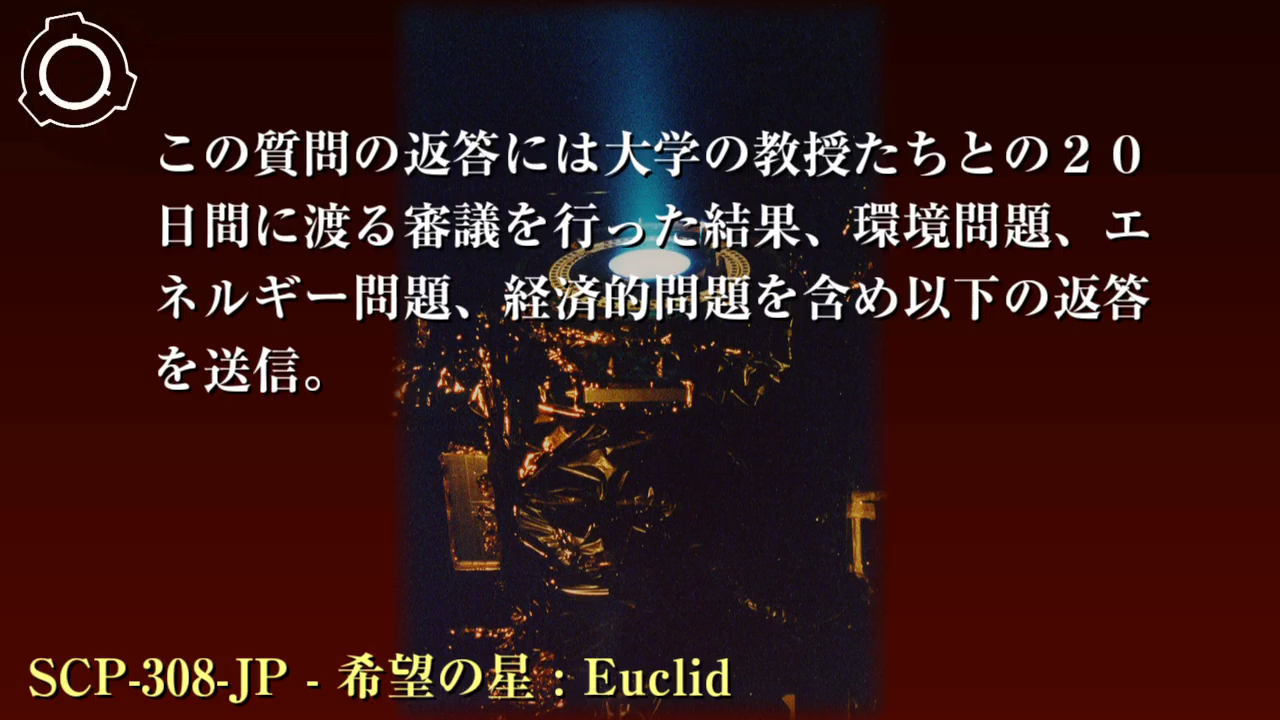 この質問の返答には大学の教授たちとの２０
日間に渡る審議を行った結果、環境問題、エ
ネルギー問題、経済的問題を含め以下の返答
を送信。
SCP-308-JP - 希望の星 : Euclid